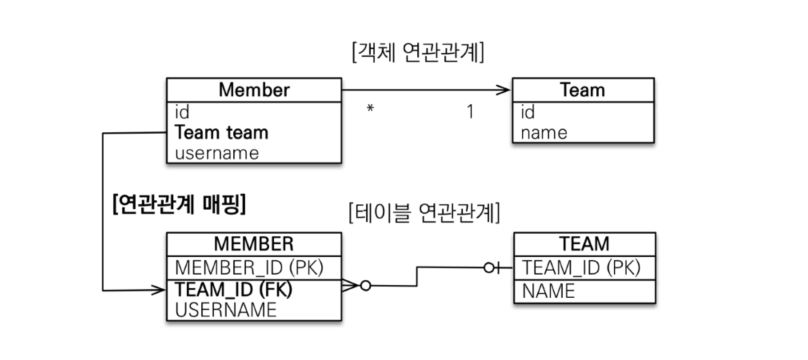 [객체 연관관계]
Member
id
Team team
username
*
1
Team
id
name
[연관관계 매핑]
[테이블 연관관계]
MEMBER
MEMBER_ID (PK)
TEAM_ID (FK)
USERNAME
TEAM
TEAM_ID (PK)
NAME